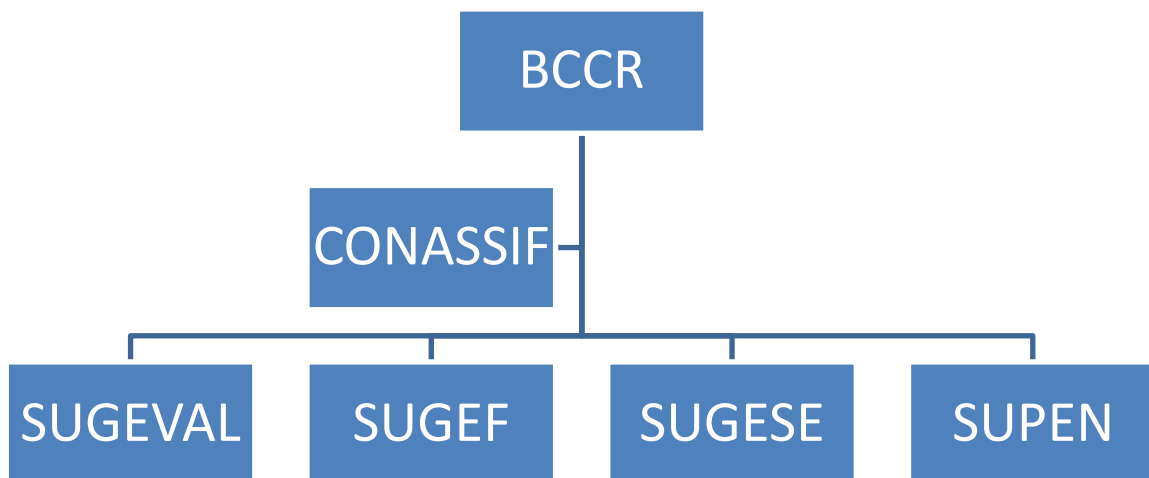 BCCR
CONASSIF
SUGEVAL
SUGEF
SUGESE
SUPEN